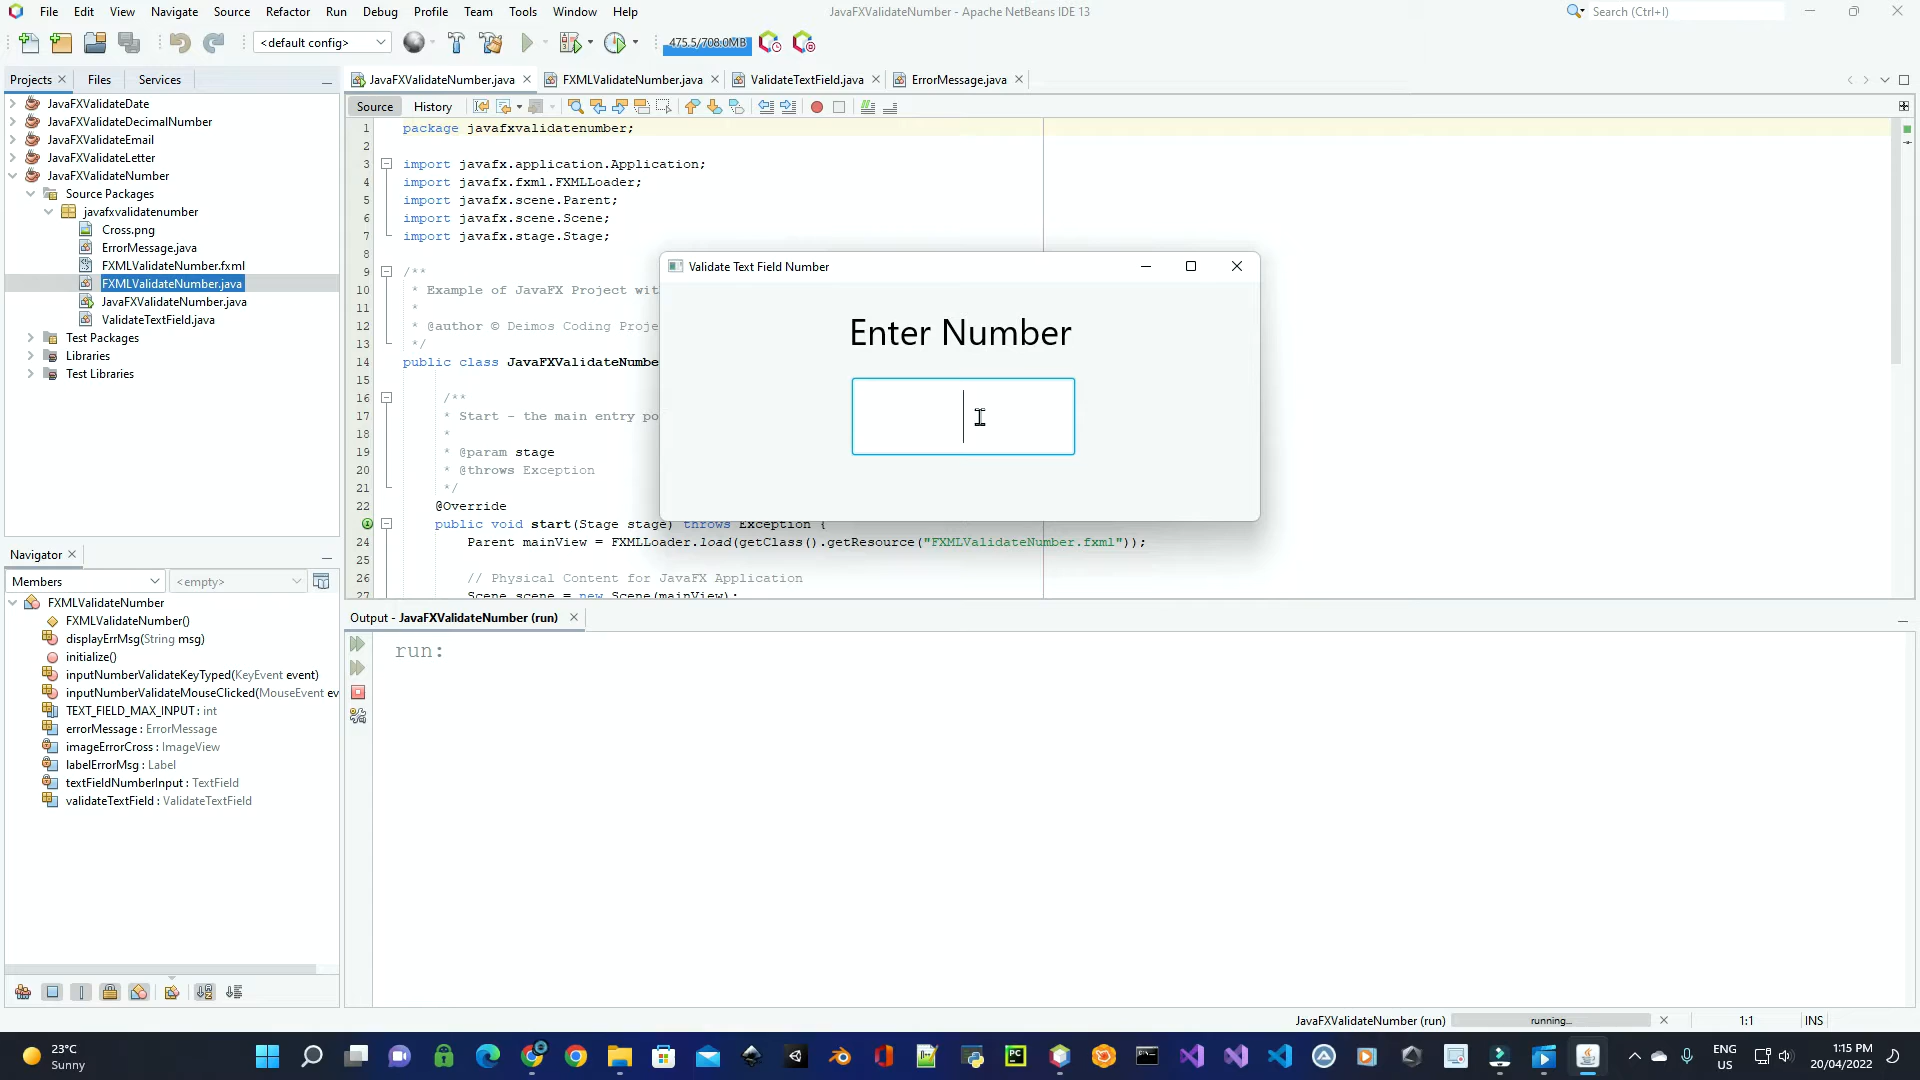 File Edit View Navigate Source Refactor Run Debug Profile Team Tools Window Help
JavaFXValidateNumber - Apache NetBeans IDE 13
Search (Ctrl+I)
<default config>
475.5/708.0MB
Projects Files Services
JavaFXValidateNumber.java FXMLValidateNumber.java ValidateTextField.java ErrorMessage.java
Source History
JavaFXValidateDate
JavaFXValidateDecimalNumber
JavaFXValidateEmail
JavaFXValidateLetter
JavaFXValidateNumber
Source Packages
javafxvalidatenumber
Cross.png
ErrorMessage.java
FXMLValidateNumber.fxml
FXMLValidateNumber.java
JavaFXValidateNumber.java
ValidateTextField.java
Test Packages
Libraries
Test Libraries
1 package javafxvalidatenumber;
2
3 import javafx.application.Application;
4 import javafx.fxml.FXMLLoader;
5 import javafx.scene.Parent;
6 import javafx.scene.Scene;
7 import javafx.stage.Stage;
8
9 /**
10 * Example of JavaFX Project wit
11 *
12 * @author © Deimos Coding Proje
13 */
14 public class JavaFXValidateNumbe
15
16 /**
17 * Start - the main entry po
18 *
19 * @param stage
20 * @throws Exception
21 */
22 @Override
public void start(Stage stage) throws Exception {
24 Parent mainView = FXMLLoader.load(getClass().getResource("FXMLValidateNumber.fxml"));
25
26 // Physical Content for JavaFX Application
27 Scene scene = new Scene(mainView);
Validate Text Field Number
Enter Number
Navigator
Members
<empty>
FXMLValidateNumber
FXMLValidateNumber()
displayErrMsg(String msg)
initialize()
inputNumberValidateKeyTyped(KeyEvent event)
inputNumberValidateMouseClicked(MouseEvent ev
TEXT_FIELD_MAX_INPUT : int
errorMessage : ErrorMessage
imageErrorCross : ImageView
labelErrorMsg : Label
textFieldNumberInput : TextField
validateTextField : ValidateTextField
Output - JavaFXValidateNumber (run)
run:
JavaFXValidateNumber (run) running... 1:1 INS
23°C
Sunny
ENG
US
1:15 PM
20/04/2022